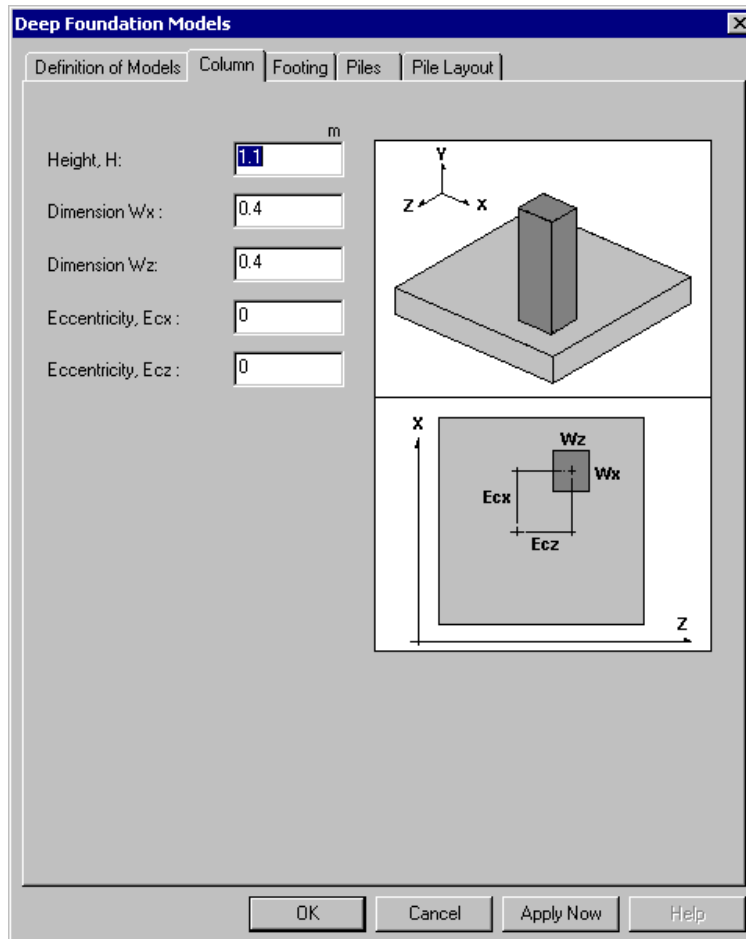 Deep Foundation Models
Definition of Models Column Footing Piles Pile Layout
m
Height, H: 1.1
Dimension Wx : 0.4
Dimension Wz: 0.4
Eccentricity, Ecx : 0
Eccentricity, Ecz : 0
Y
Z X
X
Wz
Wx
Ecx
Ecz
Z
OK Cancel Apply Now Help